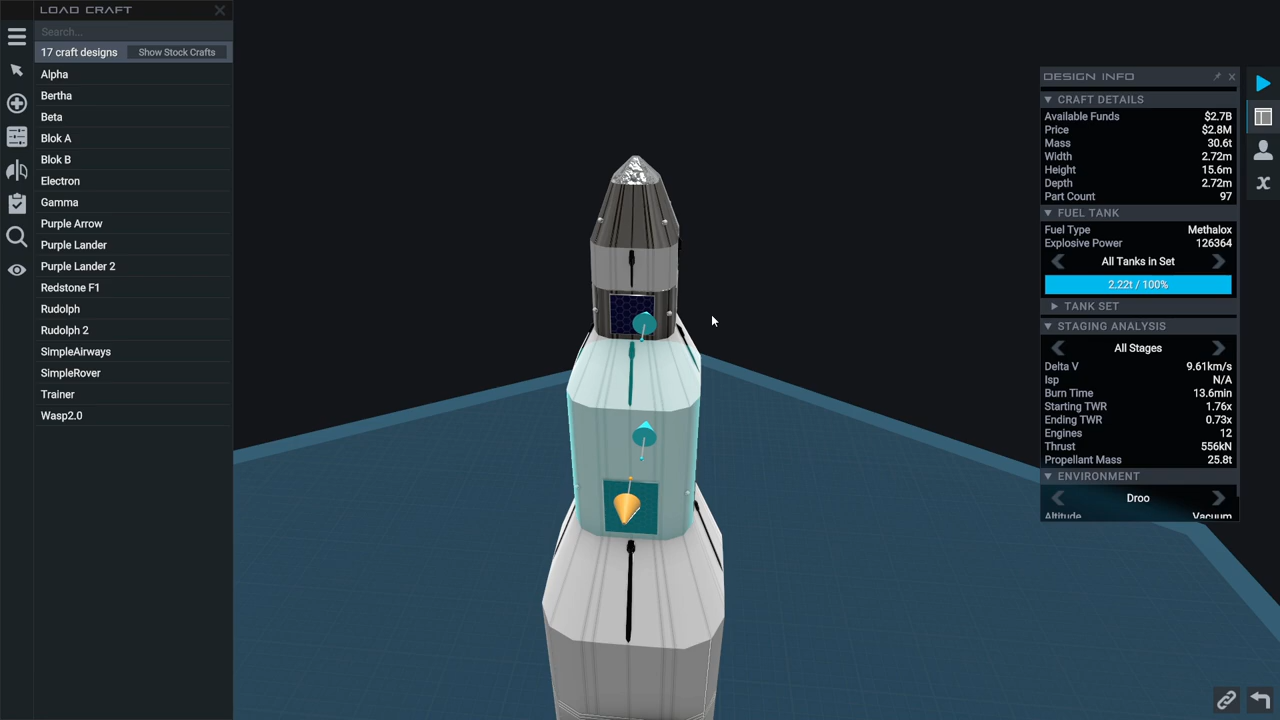 LOAD CRAFT
Search...
17 craft designs Show Stock Crafts
Alpha
Bertha
Beta
Blok A
Blok B
Electron
Gamma
Purple Arrow
Purple Lander
Purple Lander 2
Redstone F1
Rudolph
Rudolph 2
SimpleAirways
SimpleRover
Trainer
Wasp2.0
DESIGN INFO
CRAFT DETAILS
Available Funds $2.7B
Price $2.8M
Mass 30.6t
Width 2.72m
Height 15.6m
Depth 2.72m
Part Count 97
FUEL TANK
Fuel Type Methalox
Explosive Power 126364
All Tanks in Set
2.22t / 100%
TANK SET
STAGING ANALYSIS
All Stages
Delta V 9.61km/s
Isp N/A
Burn Time 13.6min
Starting TWR 1.76x
Ending TWR 0.73x
Engines 12
Thrust 556kN
Propellant Mass 25.8t
ENVIRONMENT
Droo
Altitude Vacuum